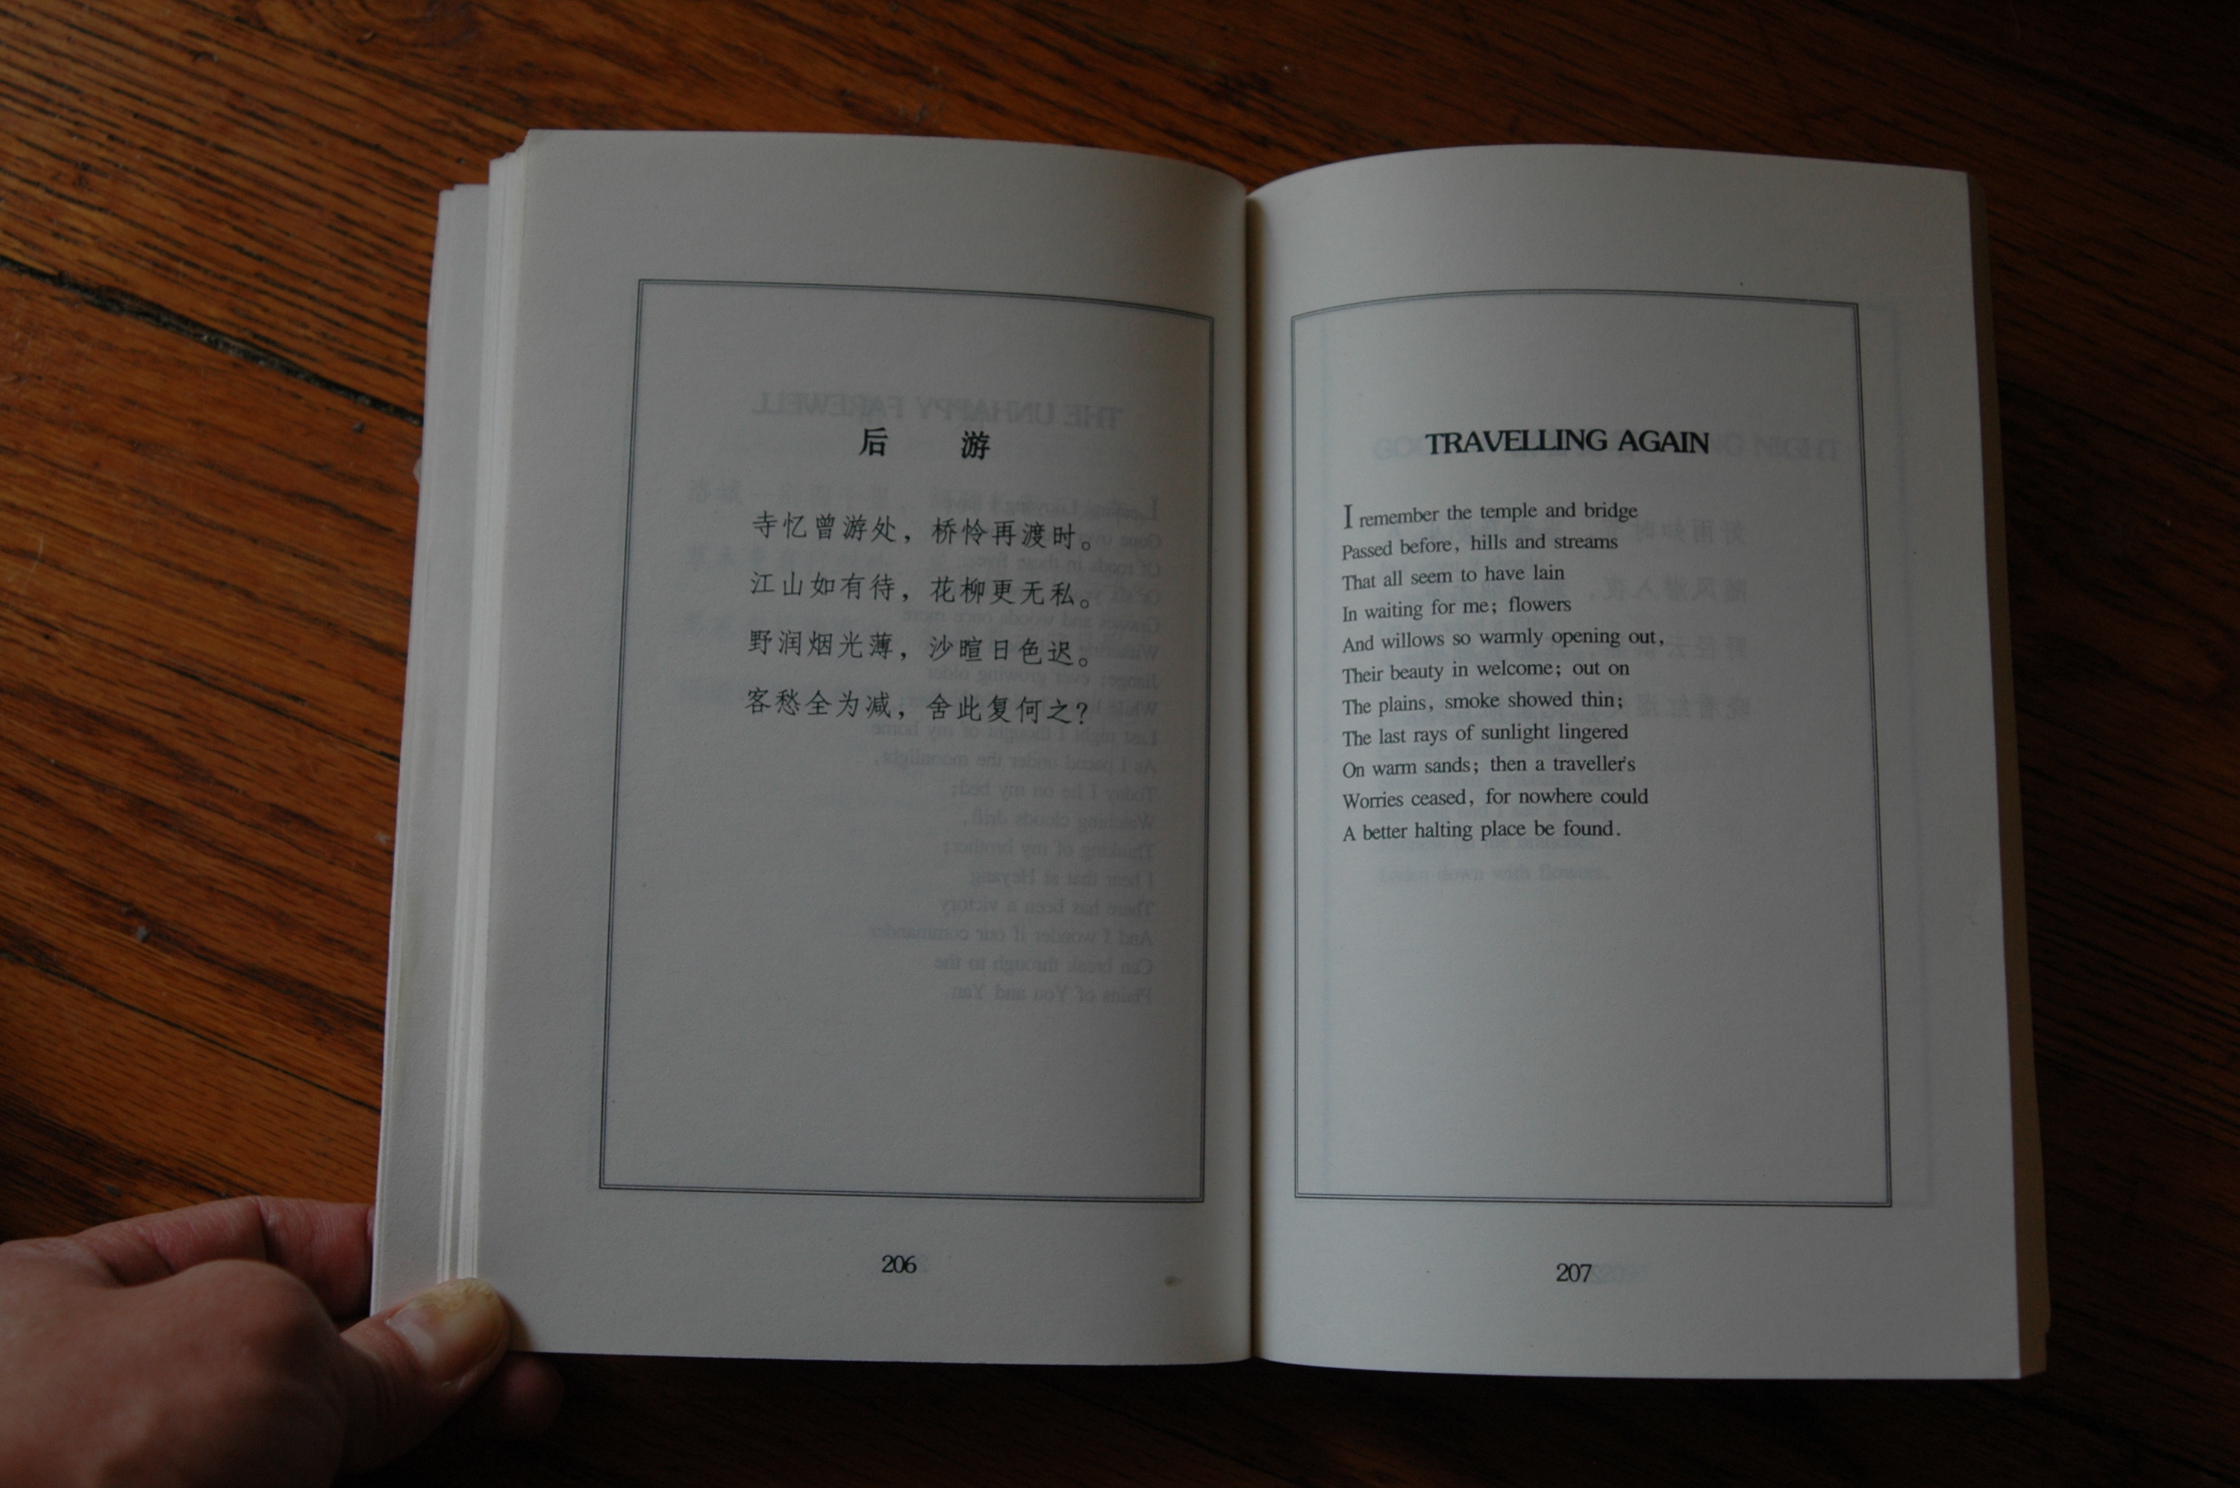 后 游
寺忆曾游处，桥怜再渡时。
江山如有待，花柳更无私。
野润烟光薄，沙暄日色迟。
客愁全为减，舍此复何之？
206
TRAVELLING AGAIN
I remember the temple and bridge
Passed before, hills and streams
That all seem to have lain
In waiting for me; flowers
And willows so warmly opening out,
Their beauty in welcome; out on
The plains, smoke showed thin;
The last rays of sunlight lingered
On warm sands; then a traveller's
Worries ceased, for nowhere could
A better halting place be found.
207